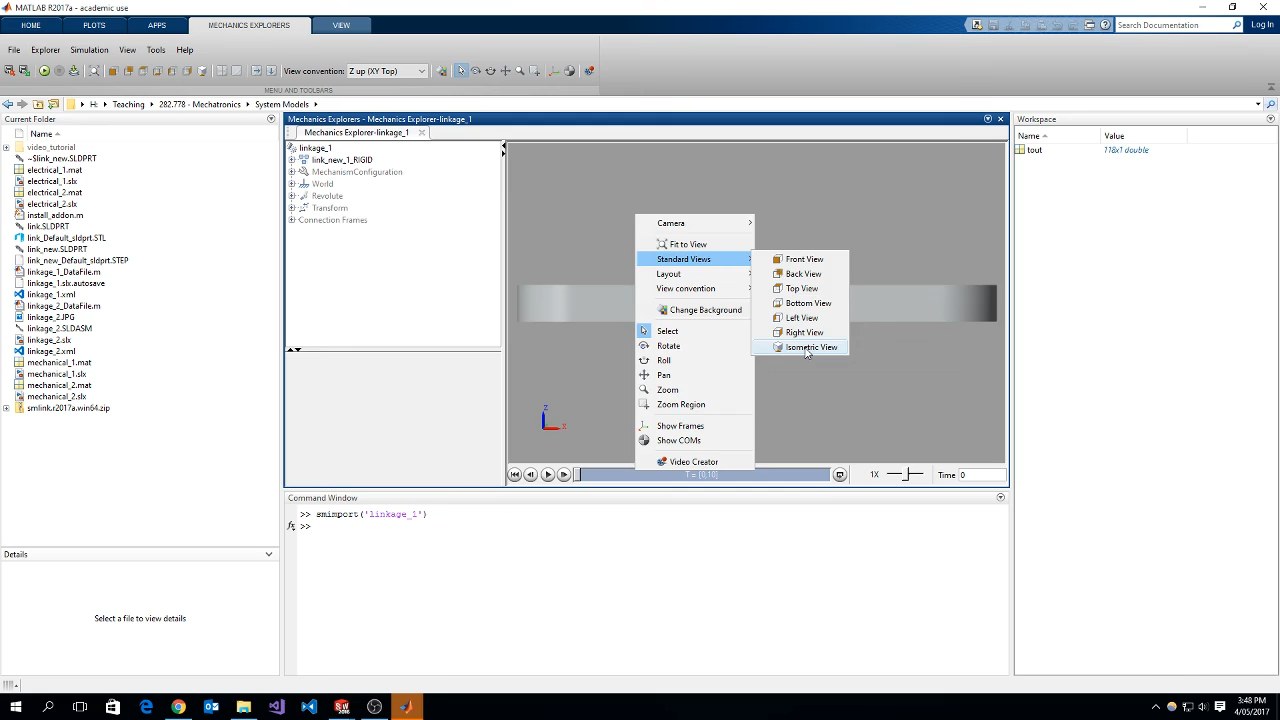 MATLAB R2017a - academic use
HOME PLOTS APPS MECHANICS EXPLORERS VIEW
Search Documentation Log In
File Explorer Simulation View Tools Help
View convention: Z up (XY Top)
MENU AND TOOLBARS
H: Teaching 282.778 - Mechatronics System Models
Current Folder
Name
video_tutorial
~$link_new.SLDPRT
electrical_1.mat
electrical_1.slx
electrical_2.mat
electrical_2.slx
install_addon.m
link.SLDPRT
link_Default_sldprt.STL
link_new.SLDPRT
link_new_Default_sldprt.STEP
linkage_1_DataFile.m
linkage_1.slx.autosave
linkage_1.xml
linkage_2_DataFile.m
linkage_2.JPG
linkage_2.SLDASM
linkage_2.xml
mechanical_1.mat
mechanical_1.slx
mechanical_2.mat
mechanical_2.slx
smlink.r2017a.win64.zip
Details
Select a file to view details
Mechanics Explorers - Mechanics Explorer-linkage_1
Mechanics Explorer-linkage_1
linkage_1
link_new_1_RIGID
MechanismConfiguration
World
Revolute
Transform
Connection Frames
Camera
Fit to View
Standard Views
Layout
View convention
Change Background
Select
Rotate
Roll
Pan
Zoom
Zoom Region
Show Frames
Show COMs
Video Creator
Front View
Back View
Top View
Bottom View
Left View
Right View
Isometric View
Z
X
T = [0,10]
1X
Time 0
Command Window
>> smimport('linkage_1')
fx >>
Workspace
Name Value
tout 118x1 double
3:48 PM
4/05/2017